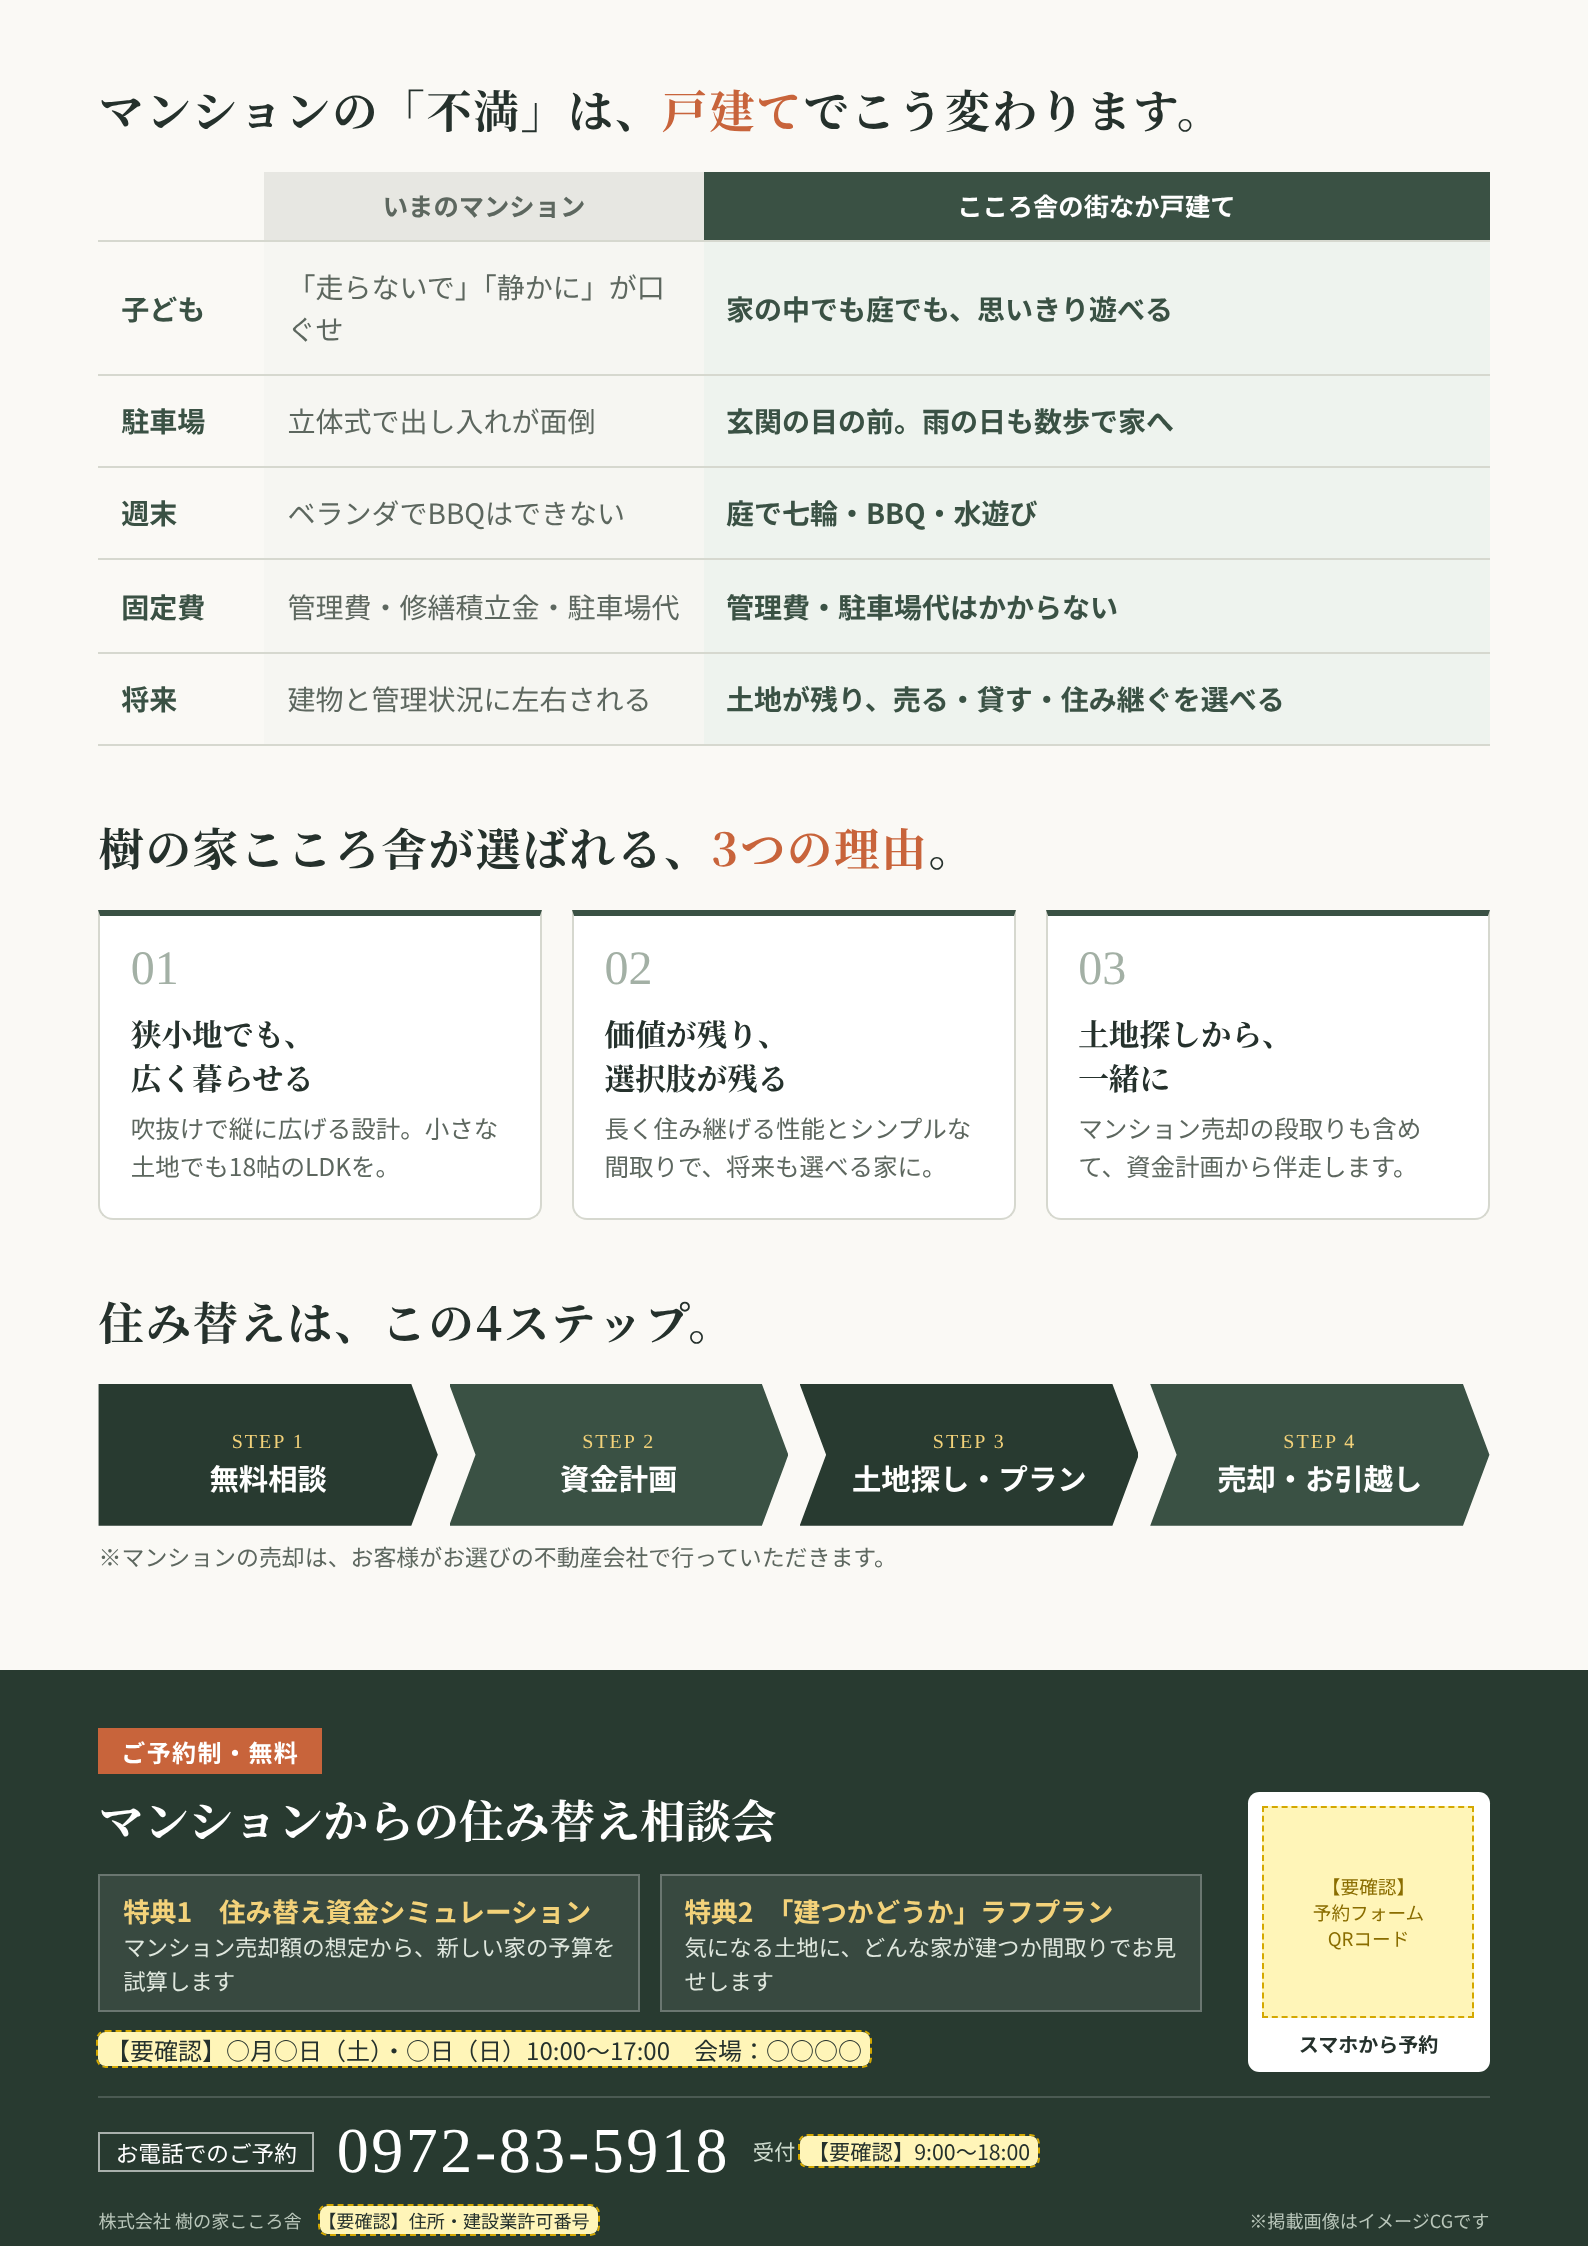 マンションの「不満」は、戸建てでこう変わります。
いまのマンション
こころ舎の街なか戸建て
子ども
「走らないで」「静かに」が口
ぐせ
家の中でも庭でも、思いきり遊べる
駐車場
立体式で出し入れが面倒
玄関の目の前。雨の日も数歩で家へ
週末
ベランダでBBQはできない
庭で七輪・BBQ・水遊び
固定費
管理費・修繕積立金・駐車場代
管理費・駐車場代はかからない
将来
建物と管理状況に左右される
土地が残り、売る・貸す・住み継ぐを選べる
樹の家こころ舎が選ばれる、3つの理由。
01
狭小地でも、
広く暮らせる
吹抜けで縦に広げる設計。小さな
土地でも18帖のLDKを。
02
価値が残り、
選択肢が残る
長く住み継げる性能とシンプルな
間取りで、将来も選べる家に。
03
土地探しから、
一緒に
マンション売却の段取りも含め
て、資金計画から伴走します。
住み替えは、この4ステップ。
STEP 1
無料相談
STEP 2
資金計画
STEP 3
土地探し・プラン
STEP 4
売却・お引越し
※マンションの売却は、お客様がお選びの不動産会社で行っていただきます。
ご予約制・無料
マンションからの住み替え相談会
特典1　住み替え資金シミュレーション
マンション売却額の想定から、新しい家の予算を
試算します
特典2　「建つかどうか」ラフプラン
気になる土地に、どんな家が建つか間取りでお見
せします
【要確認】○月○日（土）・○日（日）10:00〜17:00　会場：○○○○
【要確認】
予約フォーム
QRコード
スマホから予約
お電話でのご予約 0972-83-5918 受付【要確認】9:00〜18:00
株式会社 樹の家こころ舎 【要確認】住所・建設業許可番号
※掲載画像はイメージCGです